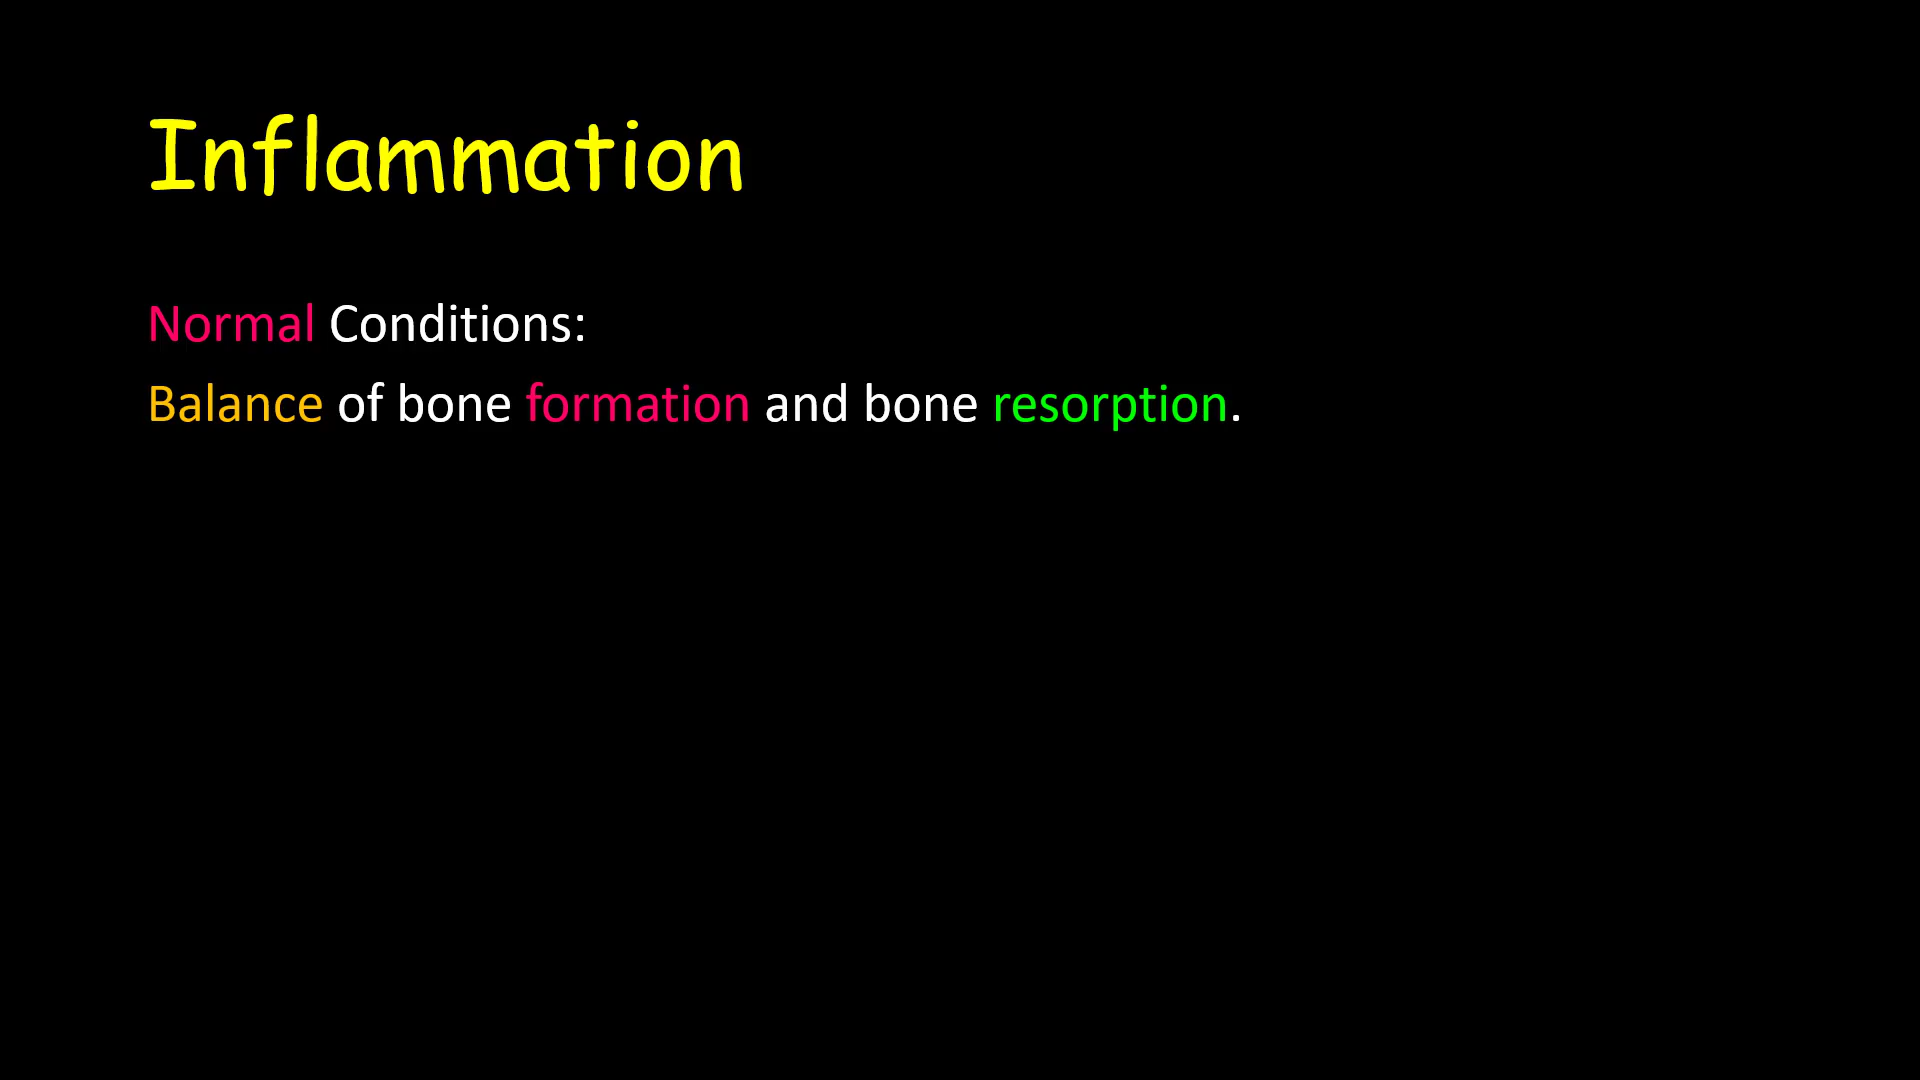 Inflammation
Normal Conditions:
Balance of bone formation and bone resorption.